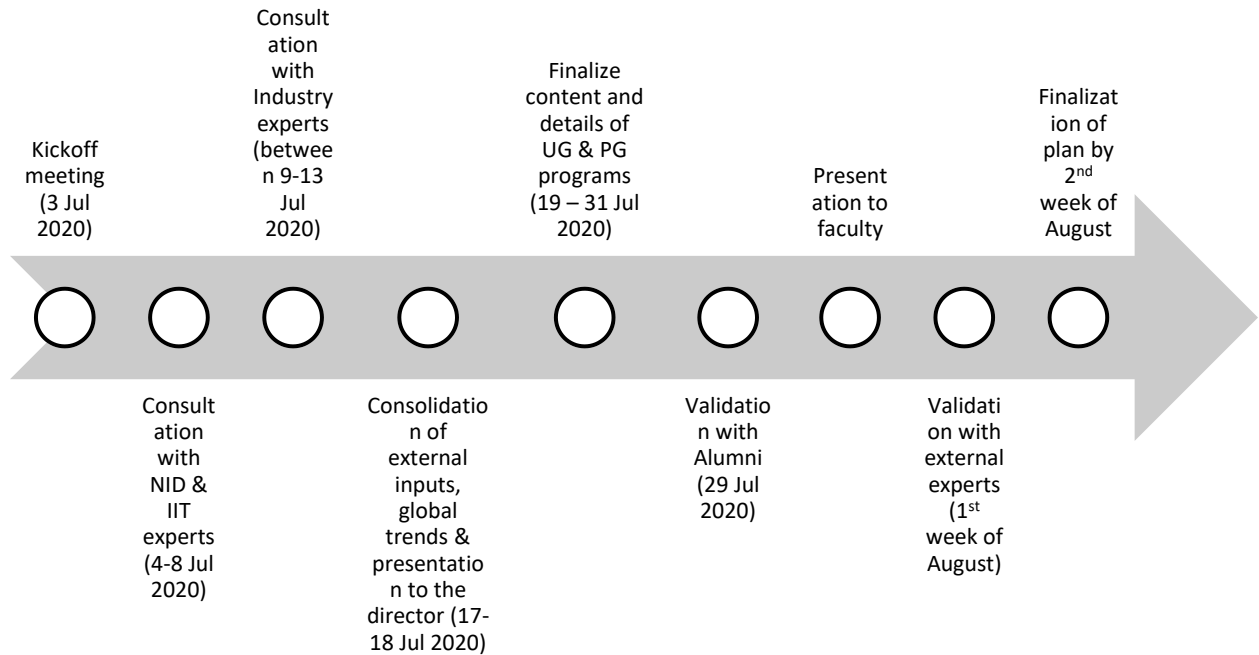 Kickoff
meeting
(3 Jul
2020)
Consult
ation
with
NID &
IIT
experts
(4-8 Jul
2020)
Consult
ation
with
Industry
experts
(betwee
n 9-13
Jul
2020)
Consolidatio
n of
external
inputs,
global
trends &
presentatio
n to the
director (17-
18 Jul 2020)
Finalize
content and
details of
UG & PG
programs
(19 – 31 Jul
2020)
Validatio
n with
Alumni
(29 Jul
2020)
Present
ation to
faculty
Validati
on with
external
experts
(1st
week of
August)
Finalizat
ion of
plan by
2nd
week of
August